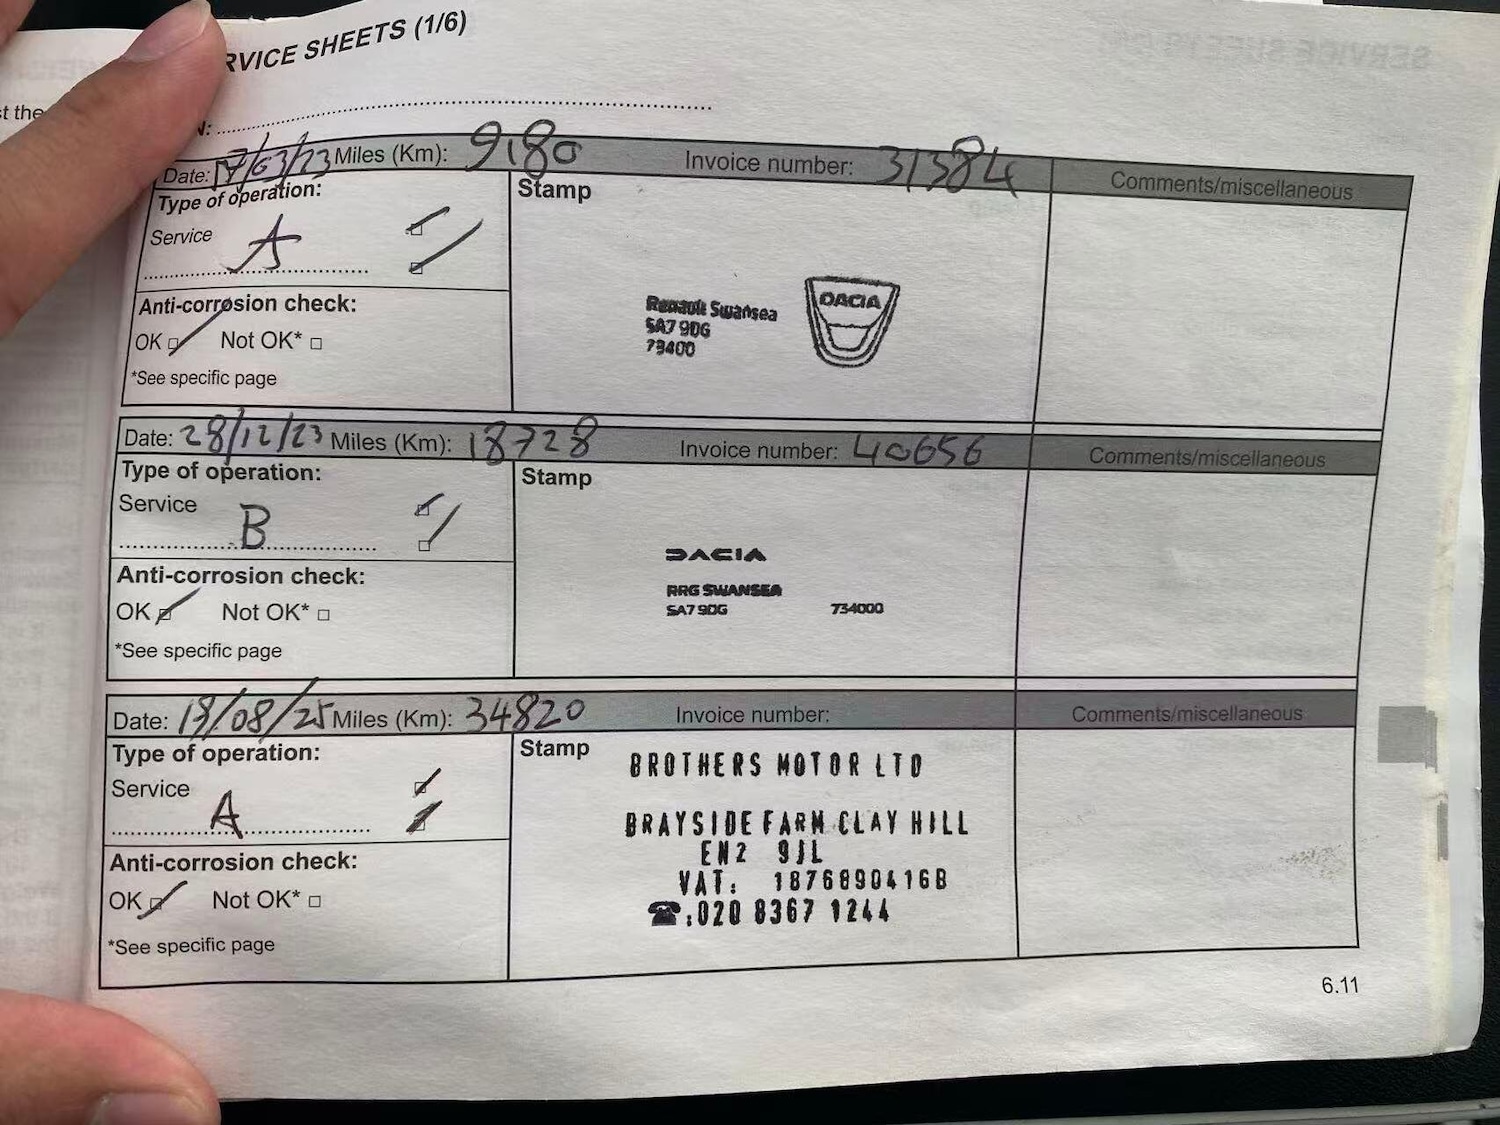 RVICE SHEETS (1/6)
st the
N:
Date: 17/03/23 Miles (Km): 9180 Invoice number: 31384 Comments/miscellaneous
Type of operation:
Stamp
Service A
Renault Swansea
SA7 9DG
73400
DACIA
Anti-corrosion check:
OK Not OK*
*See specific page
Date: 28/12/23 Miles (Km): 18728 Invoice number: 40656 Comments/miscellaneous
Type of operation:
Stamp
Service B
DACIA
RRG SWANSEA
SA7 9DG 734000
Anti-corrosion check:
OK Not OK*
*See specific page
Date: /08/25 Miles (Km): 34820 Invoice number: Comments/miscellaneous
Type of operation:
Stamp
Service A
BROTHERS MOTOR LTD
BRAYSIDE FARM CLAY HILL
EN2 9JL
VAT: 1876890416B
☎:020 8367 1244
Anti-corrosion check:
OK Not OK*
*See specific page
6.11